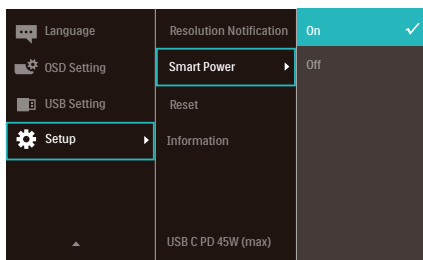 Language
OSD Setting
USB Setting
Setup
Resolution Notification
Smart Power
Reset
Information
USB C PD 45W (max)
On
Off